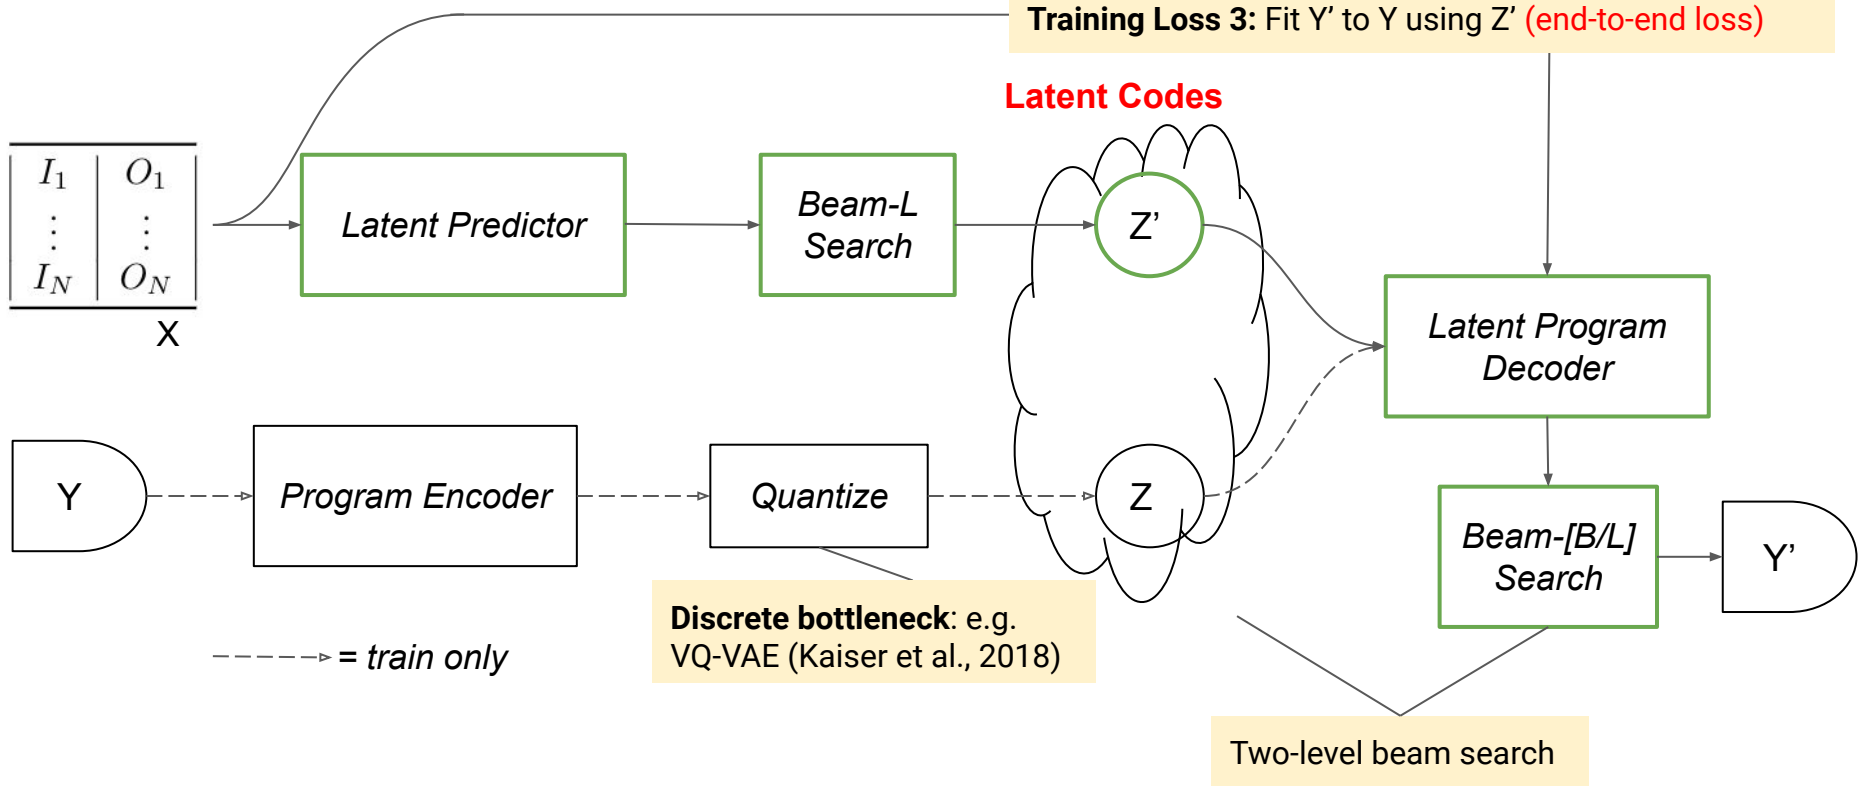 Training Loss 3: Fit Y’ to Y using Z’ (end-to-end loss)
Latent Codes
I1 O1
⋮ ⋮
IN ON
X
Latent Predictor
Beam-L
Search
Z’
Latent Program
Decoder
Y
Program Encoder
Quantize
Z
Beam-[B/L]
Search
Y’
Discrete bottleneck: e.g.
VQ-VAE (Kaiser et al., 2018)
= train only
Two-level beam search